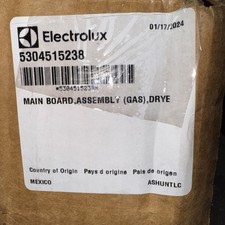 01/17/2024
Electrolux
5304515238
*5304515238*
MAIN BOARD,ASSEMBLY (GAS),DRYE
Country of Origin Pays d origine Pais de origen
MEXICO ASHUNTLC